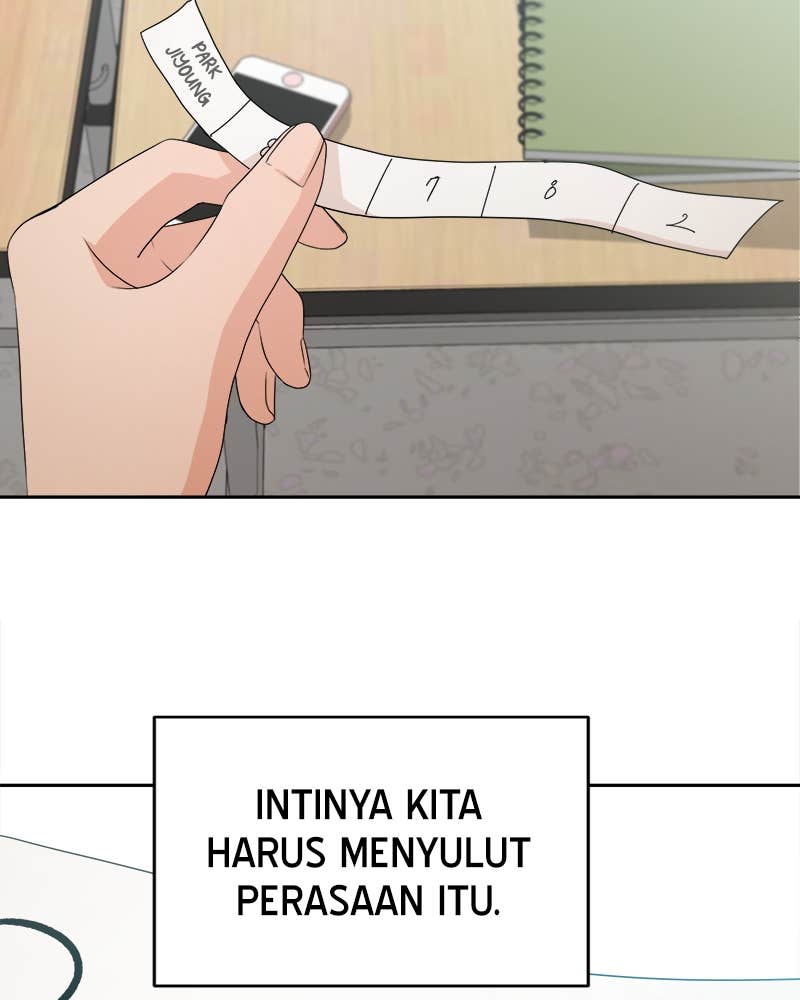 PARK
JIYOUNG
7
8
2
INTINYA KITA
HARUS MENYULUT
PERASAAN ITU.